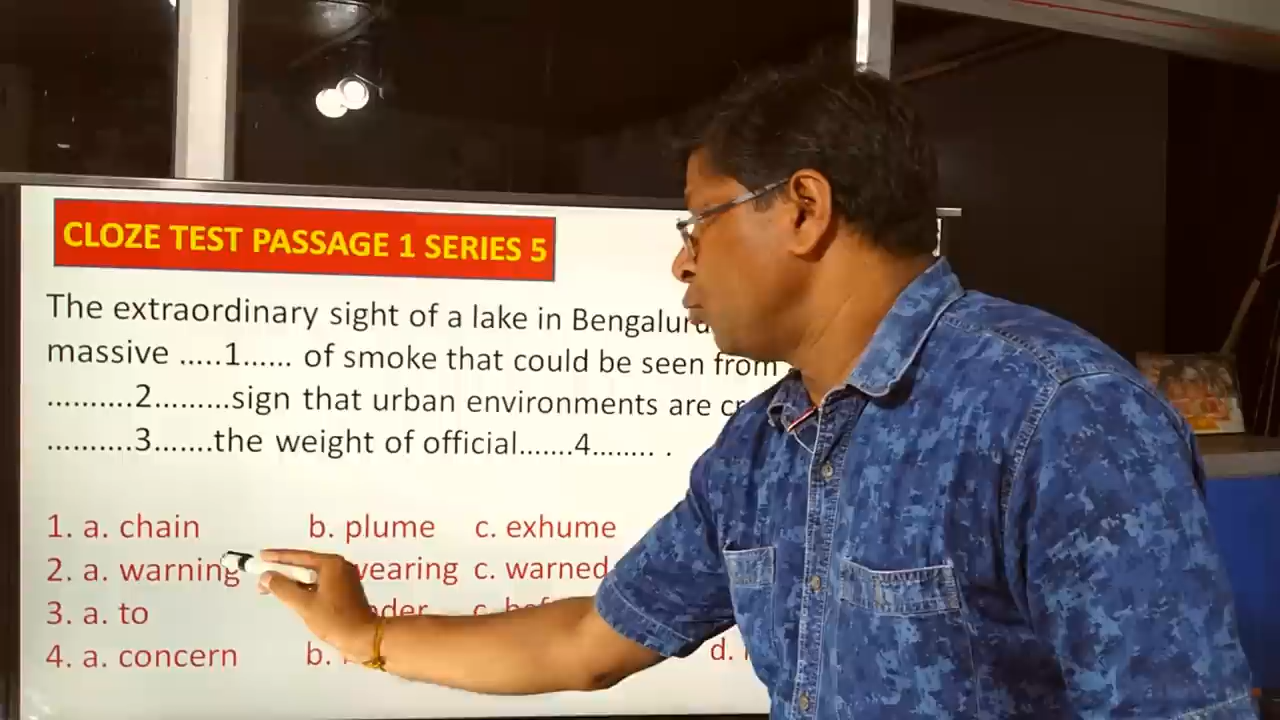 CLOZE TEST PASSAGE 1 SERIES 5
The extraordinary sight of a lake in Bengaluru
massive .....1...... of smoke that could be seen from
..........2.........sign that urban environments are
..........3.......the weight of official.......4........ .
1. a. chain b. plume c. exhume
2. a. warning c. warned
3. a. to
4. a. concern b. d.